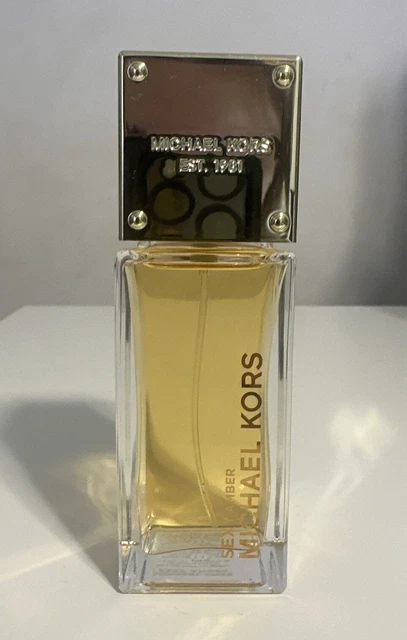 MICHAEL KORS
EST. 1981
SEXY AMBER
MICHAEL KORS